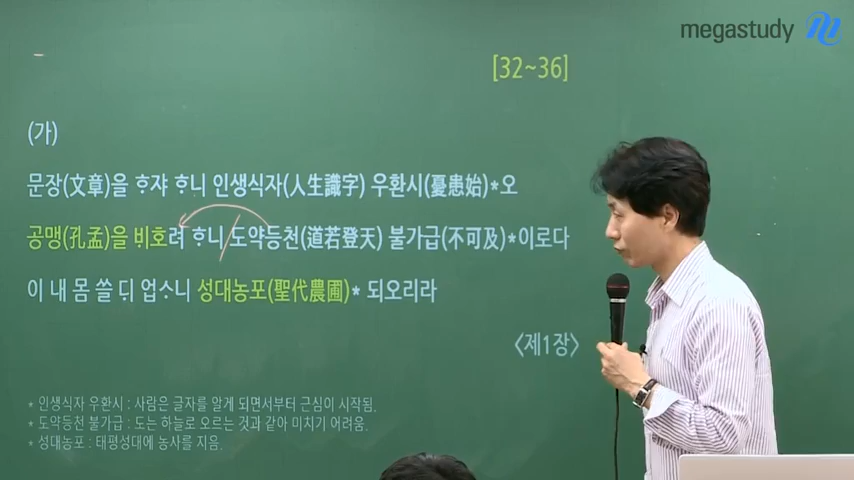 megastudy
[32~36]
(가)
문장(文章)을 ᄒᆞ쟈 ᄒᆞ니 인생식자(人生識字) 우환시(憂患始)*오
공맹(孔孟)을 ᄇᆡ호려 ᄒᆞ니 도약등천(道若登天) 불가급(不可及)*이로다
이 내 몸 쓸 ᄃᆡ 업ᄉᆞ니 성대농포(聖代農圃)* 되오리라
〈제1장〉
* 인생식자 우환시 : 사람은 글자를 알게 되면서부터 근심이 시작됨.
* 도약등천 불가급 : 도는 하늘로 오르는 것과 같아 미치기 어려움.
* 성대농포 : 태평성대에 농사를 지음.